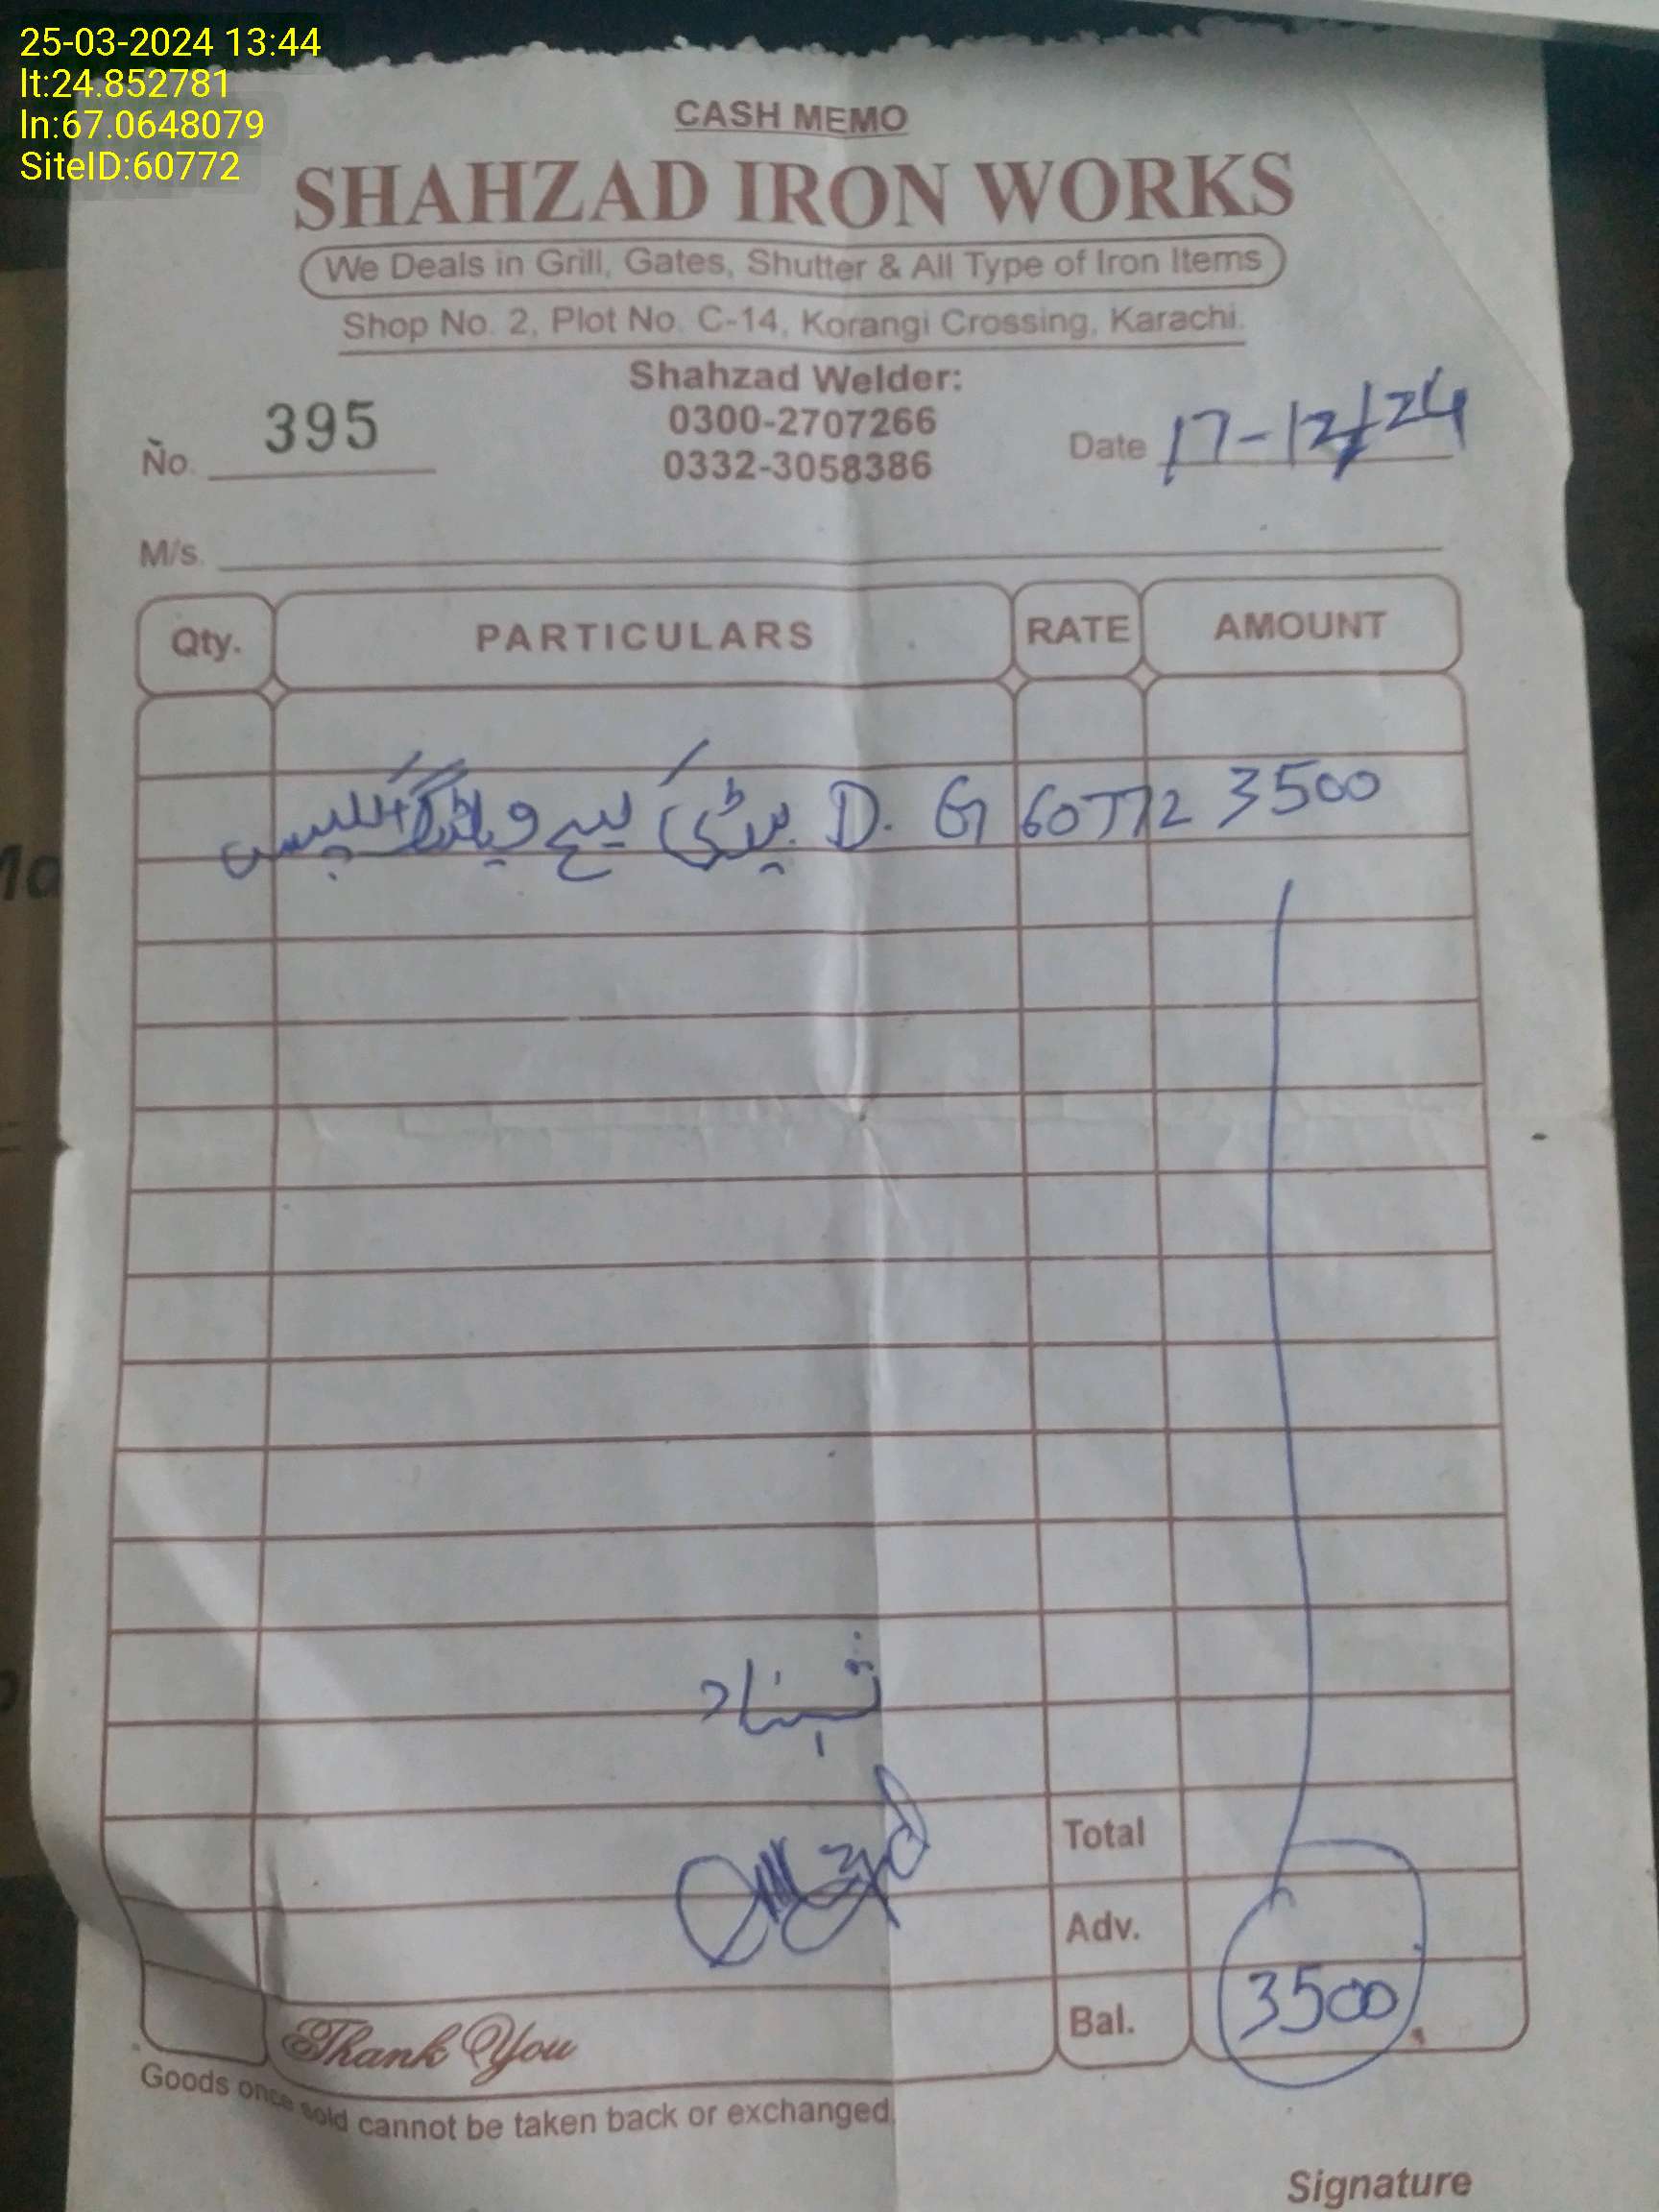 25-03-2024 13:44
lt:24.852781
ln:67.0648079
SiteID:60772
CASH MEMO
SHAHZAD IRON WORKS
We Deals in Grill, Gates, Shutter & All Type of Iron Items
Shop No. 2, Plot No. C-14, Korangi Crossing, Karachi.
Shahzad Welder:
0300-2707266
0332-3058386
No. 395
Date 17-12/24
M/s.
Qty. PARTICULARS RATE AMOUNT
D. G 60772 3500
Total
Adv.
Bal. 3500
Thank You
Goods once sold cannot be taken back or exchanged
Signature